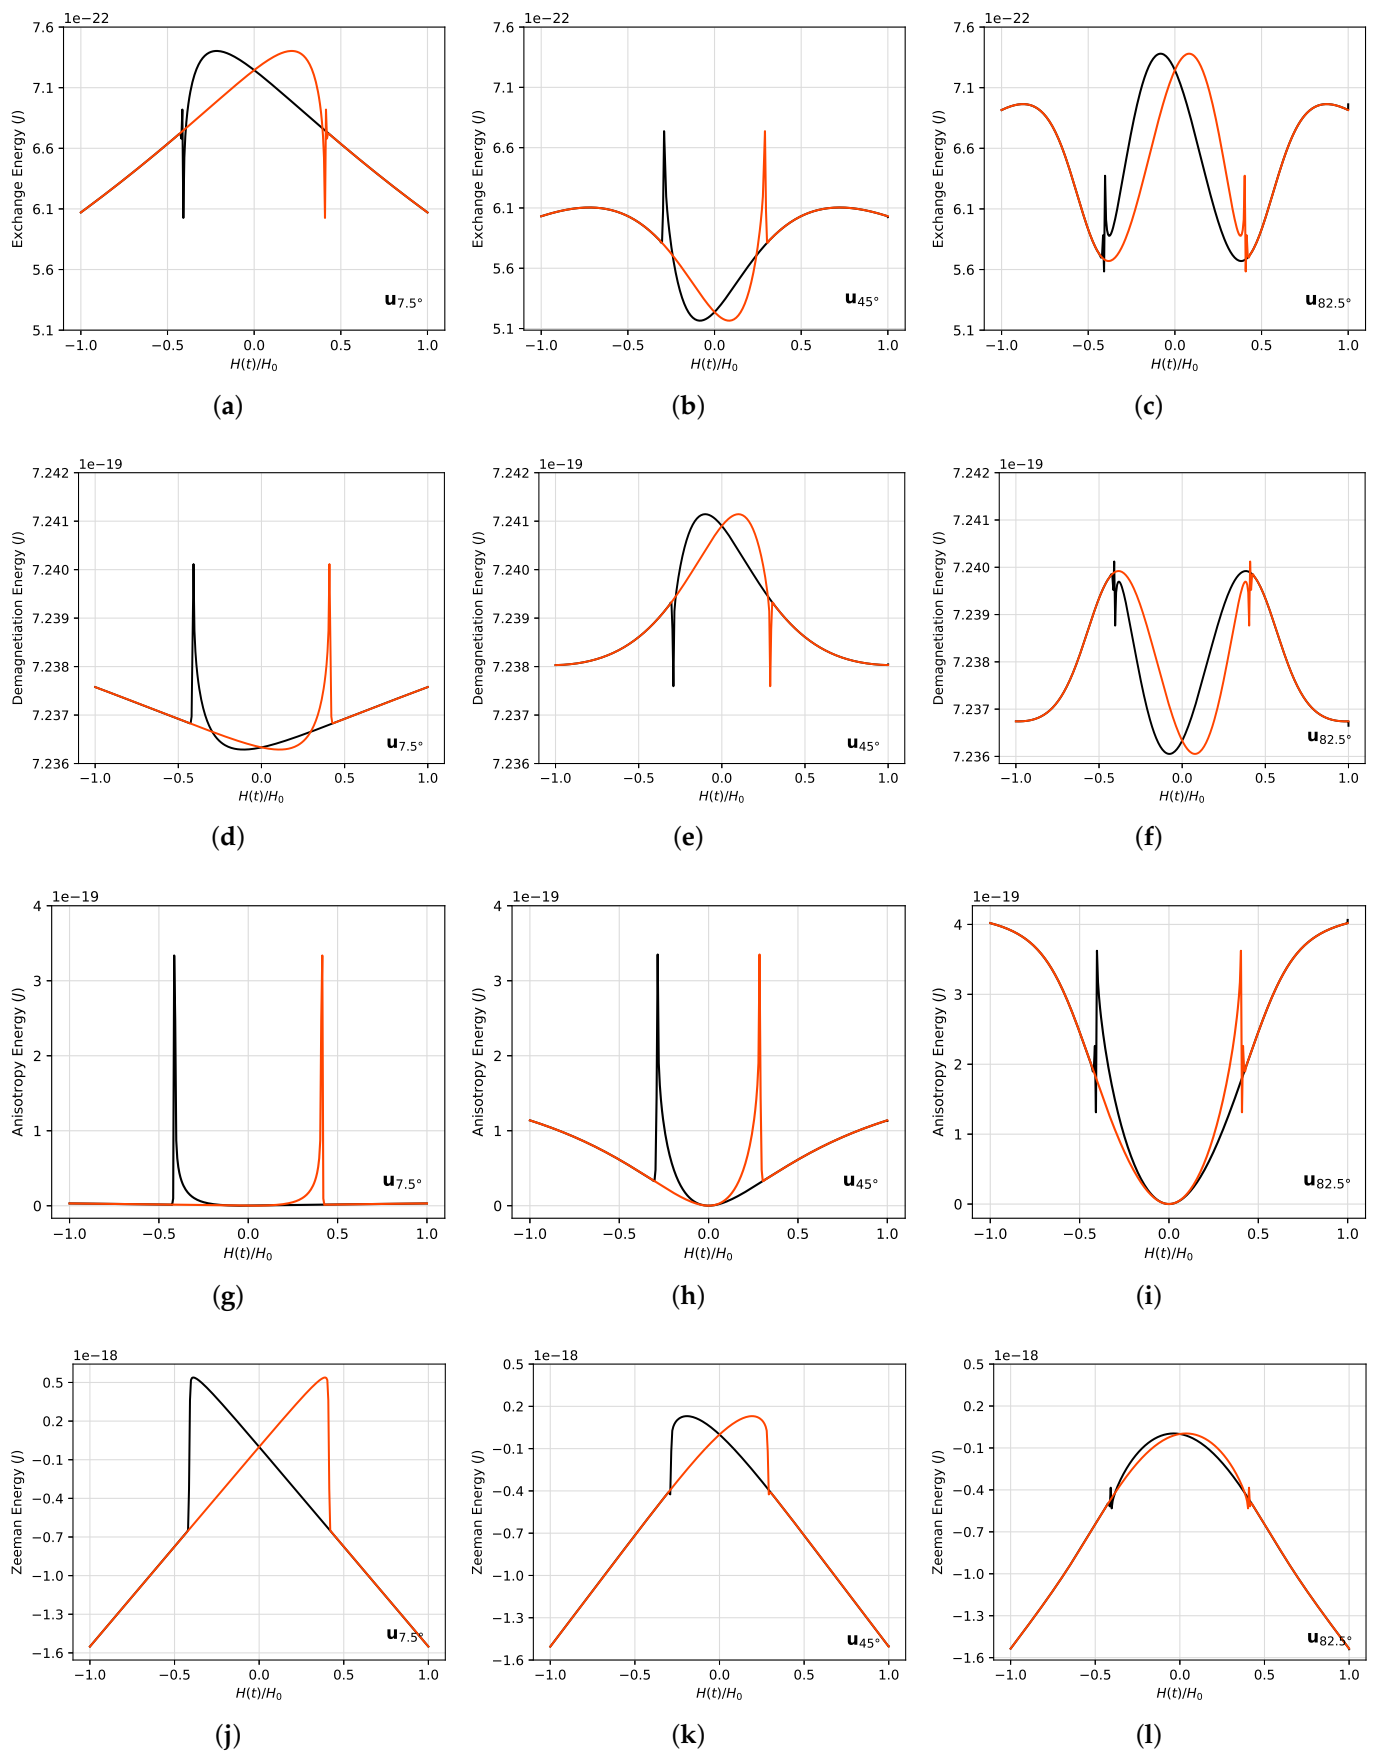 1e−22
7.6
7.1
6.6
6.1
5.6
5.1
Exchange Energy (J)
u7.5°
−1.0 −0.5 0.0 0.5 1.0
H(t)/H0
(a)
1e−22
7.6
7.1
6.6
6.1
5.6
5.1
Exchange Energy (J)
u45°
−1.0 −0.5 0.0 0.5 1.0
H(t)/H0
(b)
1e−22
7.6
7.1
6.6
6.1
5.6
5.1
Exchange Energy (J)
u82.5°
−1.0 −0.5 0.0 0.5 1.0
H(t)/H0
(c)
1e−19
7.242
7.241
7.240
7.239
7.238
7.237
7.236
Demagnetiation Energy (J)
u7.5°
−1.0 −0.5 0.0 0.5 1.0
H(t)/H0
(d)
1e−19
7.242
7.241
7.240
7.239
7.238
7.237
7.236
Demagnetiation Energy (J)
u45°
−1.0 −0.5 0.0 0.5 1.0
H(t)/H0
(e)
1e−19
7.242
7.241
7.240
7.239
7.238
7.237
7.236
Demagnetiation Energy (J)
u82.5°
−1.0 −0.5 0.0 0.5 1.0
H(t)/H0
(f)
1e−19
4
3
2
1
0
Anisotropy Energy (J)
u7.5°
−1.0 −0.5 0.0 0.5 1.0
H(t)/H0
(g)
1e−19
4
3
2
1
0
Anisotropy Energy (J)
u45°
−1.0 −0.5 0.0 0.5 1.0
H(t)/H0
(h)
1e−19
4
3
2
1
0
Anisotropy Energy (J)
u82.5°
−1.0 −0.5 0.0 0.5 1.0
H(t)/H0
(i)
1e−18
0.5
0.2
−0.1
−0.4
−0.7
−1.0
−1.3
−1.6
Zeeman Energy (J)
u7.5°
−1.0 −0.5 0.0 0.5 1.0
H(t)/H0
(j)
1e−18
0.5
0.2
−0.1
−0.4
−0.7
−1.0
−1.3
−1.6
Zeeman Energy (J)
u45°
−1.0 −0.5 0.0 0.5 1.0
H(t)/H0
(k)
1e−18
0.5
0.2
−0.1
−0.4
−0.7
−1.0
−1.3
−1.6
Zeeman Energy (J)
u82.5°
−1.0 −0.5 0.0 0.5 1.0
H(t)/H0
(l)